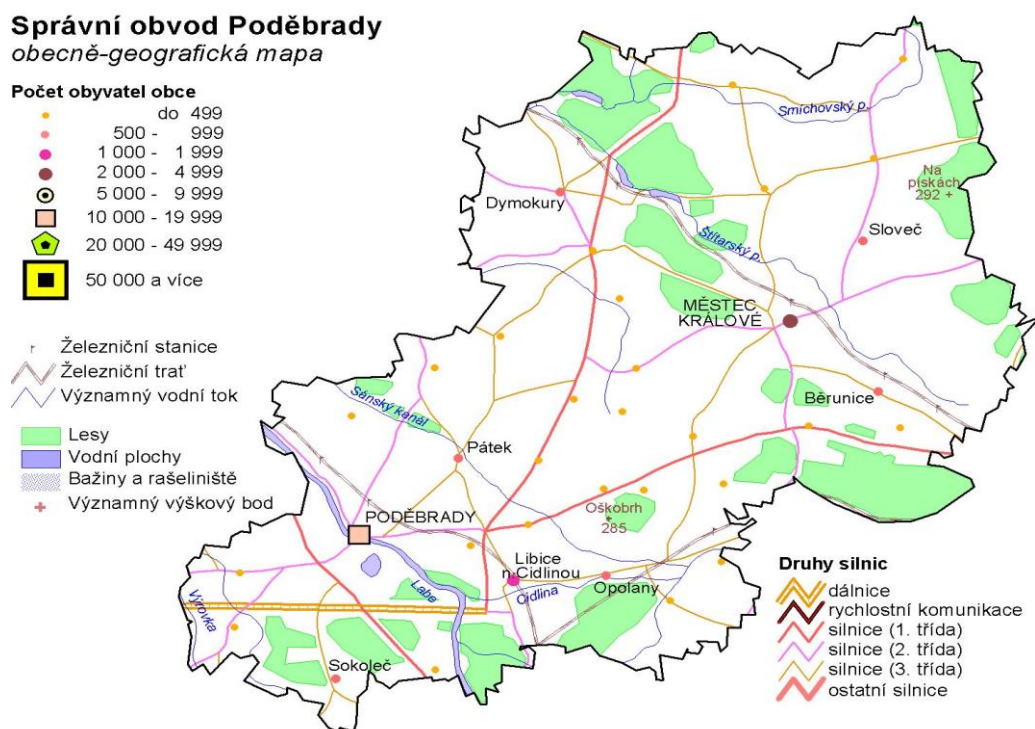 Správní obvod Poděbrady
obecně-geografická mapa
Počet obyvatel obce
do 499
500 - 999
1 000 - 1 999
2 000 - 4 999
5 000 - 9 999
10 000 - 19 999
20 000 - 49 999
50 000 a více
Železniční stanice
Železniční trať
Významný vodní tok
Lesy
Vodní plochy
Bažiny a rašeliniště
Významný výškový bod
Smíchovský p.
Na
pískách
292 +
Dymokury
Sloveč
Štítarský p.
MĚSTEC
KRÁLOVÉ
Běrunice
Sánský kanál
Pátek
Oškobrh
+
285
PODĚBRADY
Libice
n.Cidlinou
Opolany
Cidlina
Labe
Výrovka
Sokoleč
Druhy silnic
dálnice
rychlostní komunikace
silnice (1. třída)
silnice (2. třída)
silnice (3. třída)
ostatní silnice